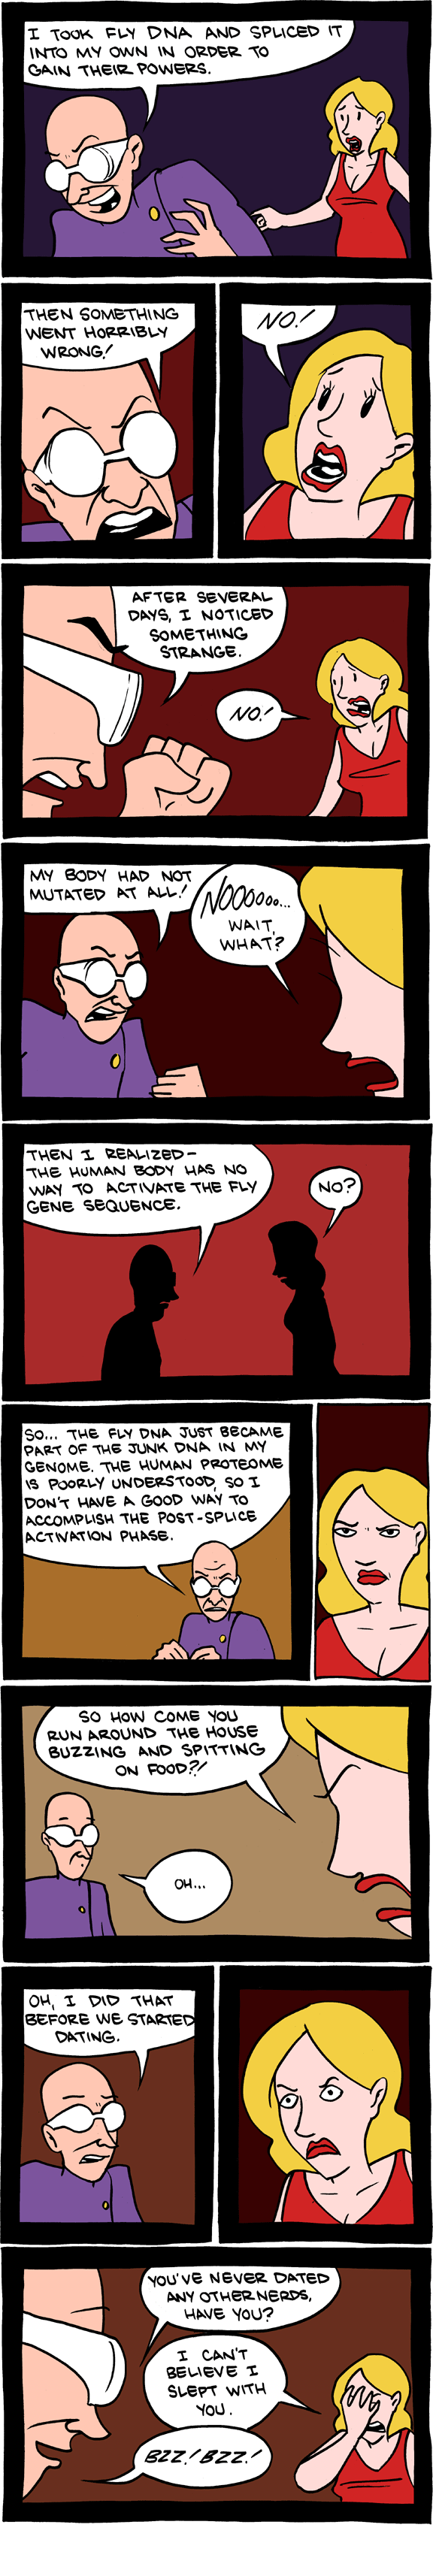 I TOOK FLY DNA AND SPLICED IT
INTO MY OWN IN ORDER TO
GAIN THEIR POWERS.
THEN SOMETHING
WENT HORRIBLY
WRONG!
NO!
AFTER SEVERAL
DAYS, I NOTICED
SOMETHING
STRANGE.
NO!
MY BODY HAD NOT
MUTATED AT ALL!
NOOOoooo...
WAIT,
WHAT?
THEN I REALIZED-
THE HUMAN BODY HAS NO
WAY TO ACTIVATE THE FLY
GENE SEQUENCE.
NO?
SO... THE FLY DNA JUST BECAME
PART OF THE JUNK DNA IN MY
GENOME. THE HUMAN PROTEOME
IS POORLY UNDERSTOOD, SO I
DON'T HAVE A GOOD WAY TO
ACCOMPLISH THE POST-SPLICE
ACTIVATION PHASE.
SO HOW COME YOU
RUN AROUND THE HOUSE
BUZZING AND SPITTING
ON FOOD?!
OH...
OH, I DID THAT
BEFORE WE STARTED
DATING.
YOU'VE NEVER DATED
ANY OTHER NERDS,
HAVE YOU?
I CAN'T
BELIEVE I
SLEPT WITH
YOU.
BZZ! BZZ!